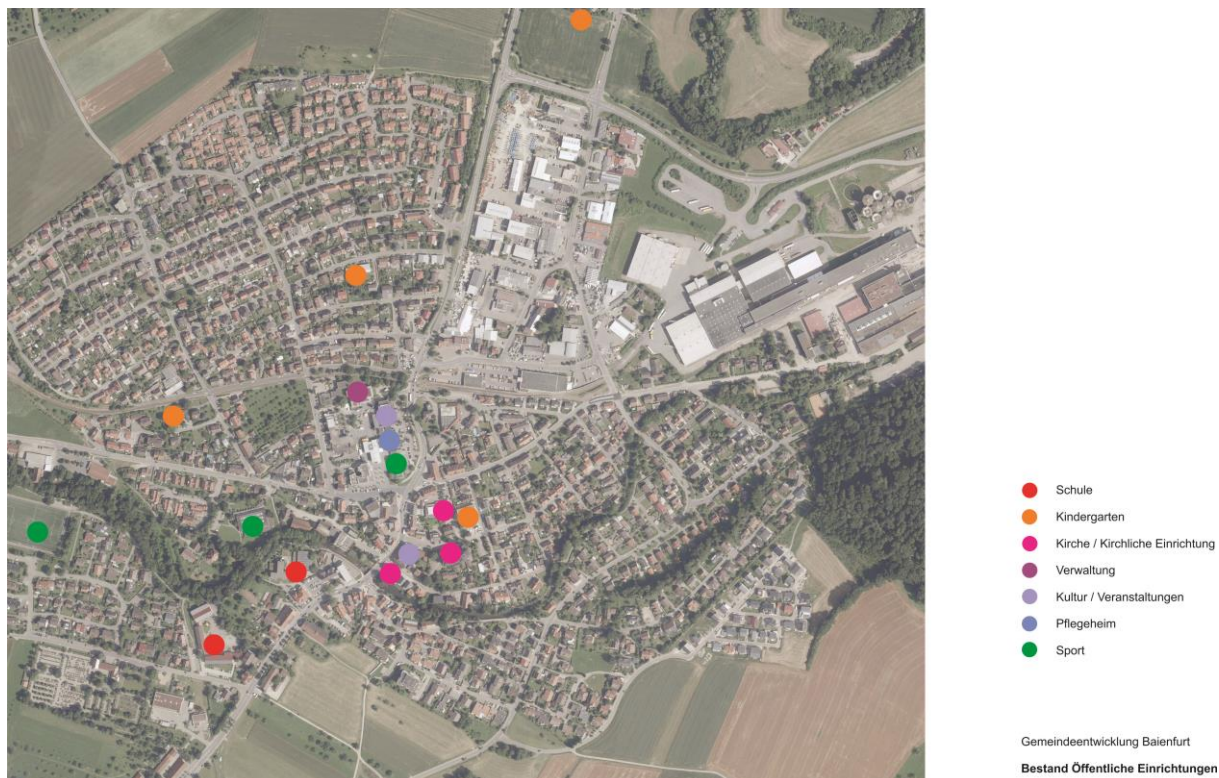 Schule
Kindergarten
Kirche / Kirchliche Einrichtung
Verwaltung
Kultur / Veranstaltungen
Pflegeheim
Sport
Gemeindeentwicklung Baienfurt
Bestand Öffentliche Einrichtungen